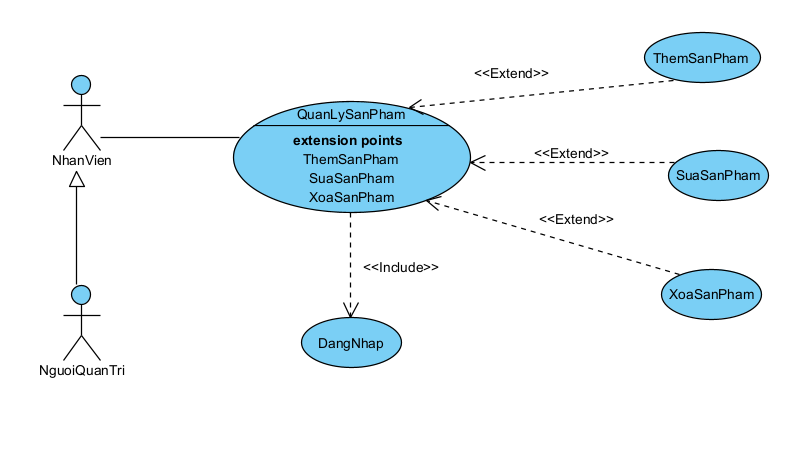 ThemSanPham
<<Extend>>
QuanLySanPham
extension points
ThemSanPham
SuaSanPham
XoaSanPham
NhanVien
<<Extend>>
SuaSanPham
<<Extend>>
<<Include>>
XoaSanPham
DangNhap
NguoiQuanTri